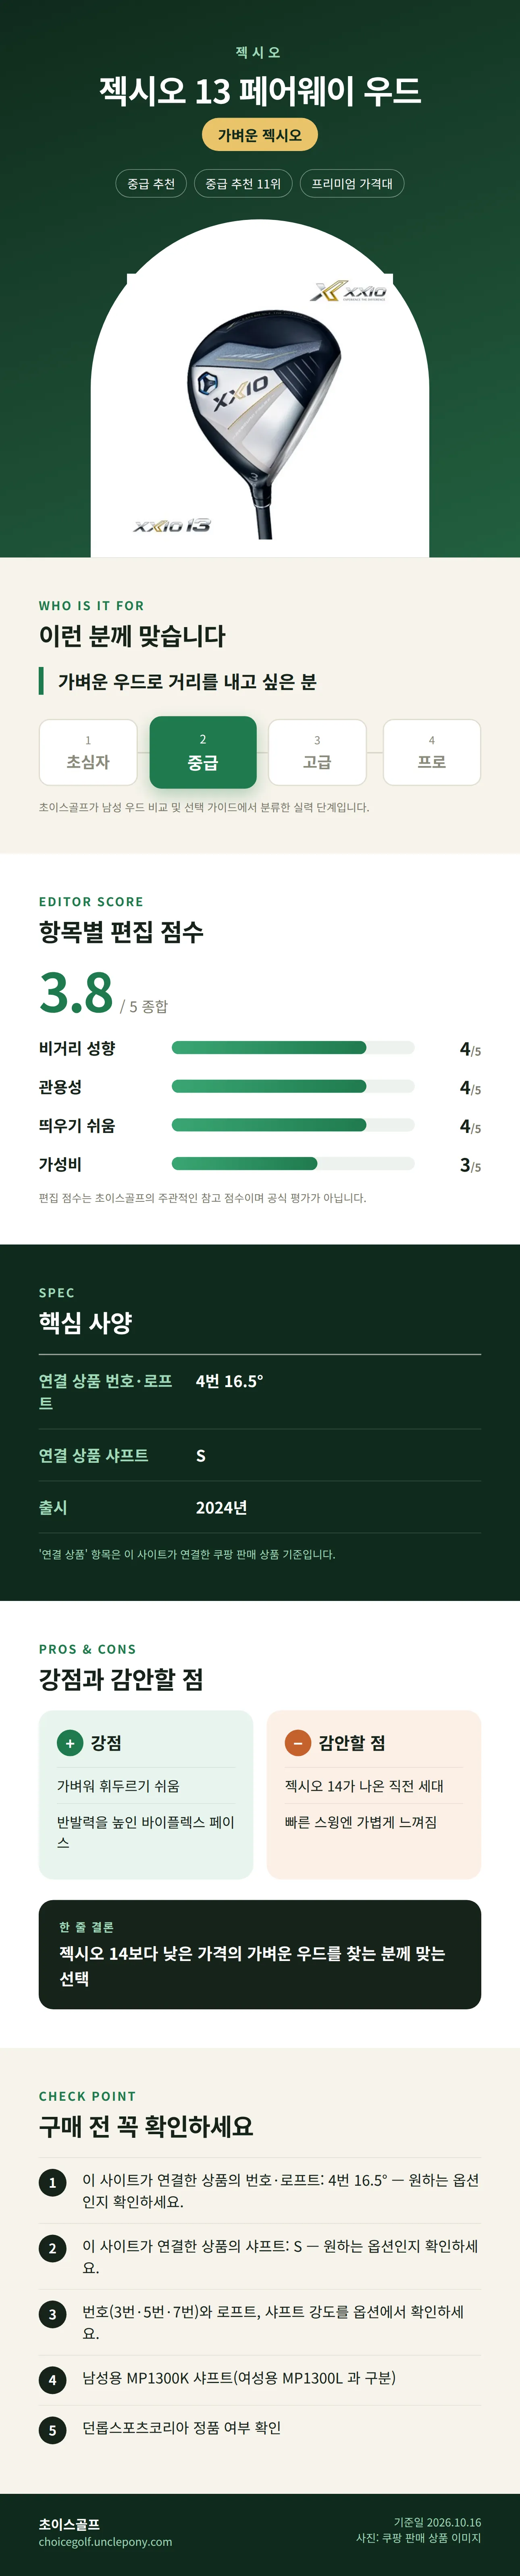 젝시오
젝시오 13 페어웨이 우드
가벼운 젝시오
중급 추천
중급 추천 11위
프리미엄 가격대
XXIO
XXIO
3
XXIO 13
WHO IS IT FOR
이런 분께 맞습니다
가벼운 우드로 거리를 내고 싶은 분
1
초심자
2
중급
3
고급
4
프로
초이스골프가 남성 우드 비교 및 선택 가이드에서 분류한 실력 단계입니다.
EDITOR SCORE
항목별 편집 점수
3.8 / 5 종합
비거리 성향 4/5
관용성 4/5
띄우기 쉬움 4/5
가성비 3/5
편집 점수는 초이스골프의 주관적인 참고 점수이며 공식 평가가 아닙니다.
SPEC
핵심 사양
연결 상품 번호·로프
트
4번 16.5°
연결 상품 샤프트 S
출시 2024년
'연결 상품' 항목은 이 사이트가 연결한 쿠팡 판매 상품 기준입니다.
PROS & CONS
강점과 감안할 점
+ 강점
가벼워 휘두르기 쉬움
반발력을 높인 바이플렉스 페이
스
− 감안할 점
젝시오 14가 나온 직전 세대
빠른 스윙엔 가볍게 느껴짐
한 줄 결론
젝시오 14보다 낮은 가격의 가벼운 우드를 찾는 분께 맞는
선택
CHECK POINT
구매 전 꼭 확인하세요
1 이 사이트가 연결한 상품의 번호·로프트: 4번 16.5° — 원하는 옵션
인지 확인하세요.
2 이 사이트가 연결한 상품의 샤프트: S — 원하는 옵션인지 확인하세
요.
3 번호(3번·5번·7번)와 로프트, 샤프트 강도를 옵션에서 확인하세
요.
4 남성용 MP1300K 샤프트(여성용 MP1300L 과 구분)
5 던롭스포츠코리아 정품 여부 확인
초이스골프
choicegolf.unclepony.com
기준일 2026.10.16
사진: 쿠팡 판매 상품 이미지